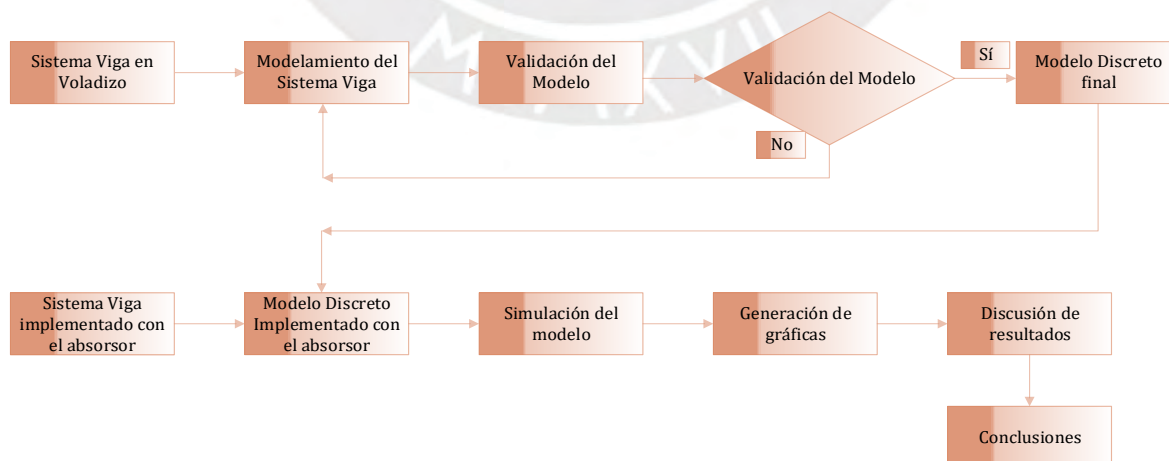 Sistema Viga en
Voladizo
Modelamiento del
Sistema Viga
Validación del
Modelo
Validación del Modelo
Sí
Modelo Discreto
final
No
Sistema Viga
implementado con
el absorsor
Modelo Discreto
Implementado con
el absorsor
Simulación del
modelo
Generación de
gráficas
Discusión de
resultados
Conclusiones